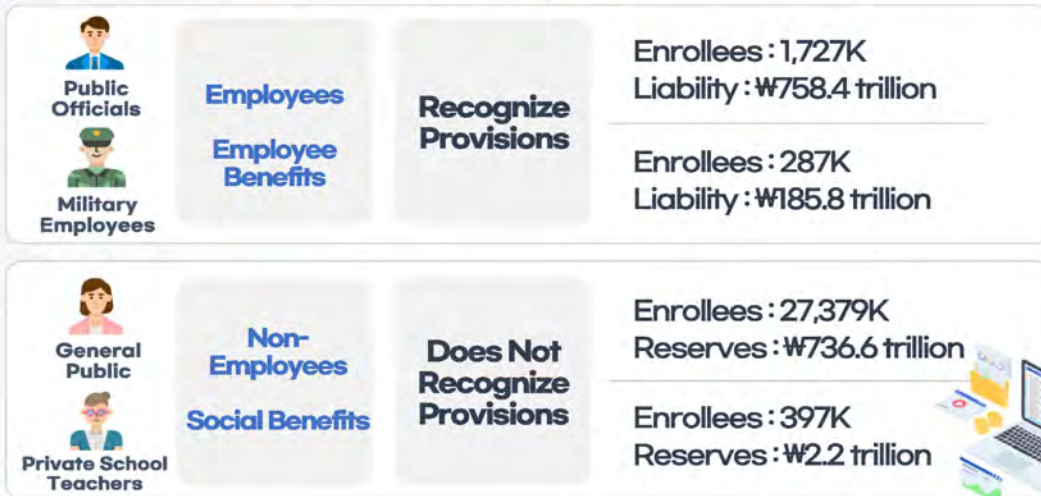 Public
Officials
Military
Employees
Employees
Employee
Benefits
Recognize
Provisions
Enrollees : 1,727K
Liability : ₩758.4 trillion
Enrollees : 287K
Liability : ₩185.8 trillion
General
Public
Private School
Teachers
Non-
Employees
Social Benefits
Does Not
Recognize
Provisions
Enrollees : 27,379K
Reserves : ₩736.6 trillion
Enrollees : 397K
Reserves : ₩2.2 trillion